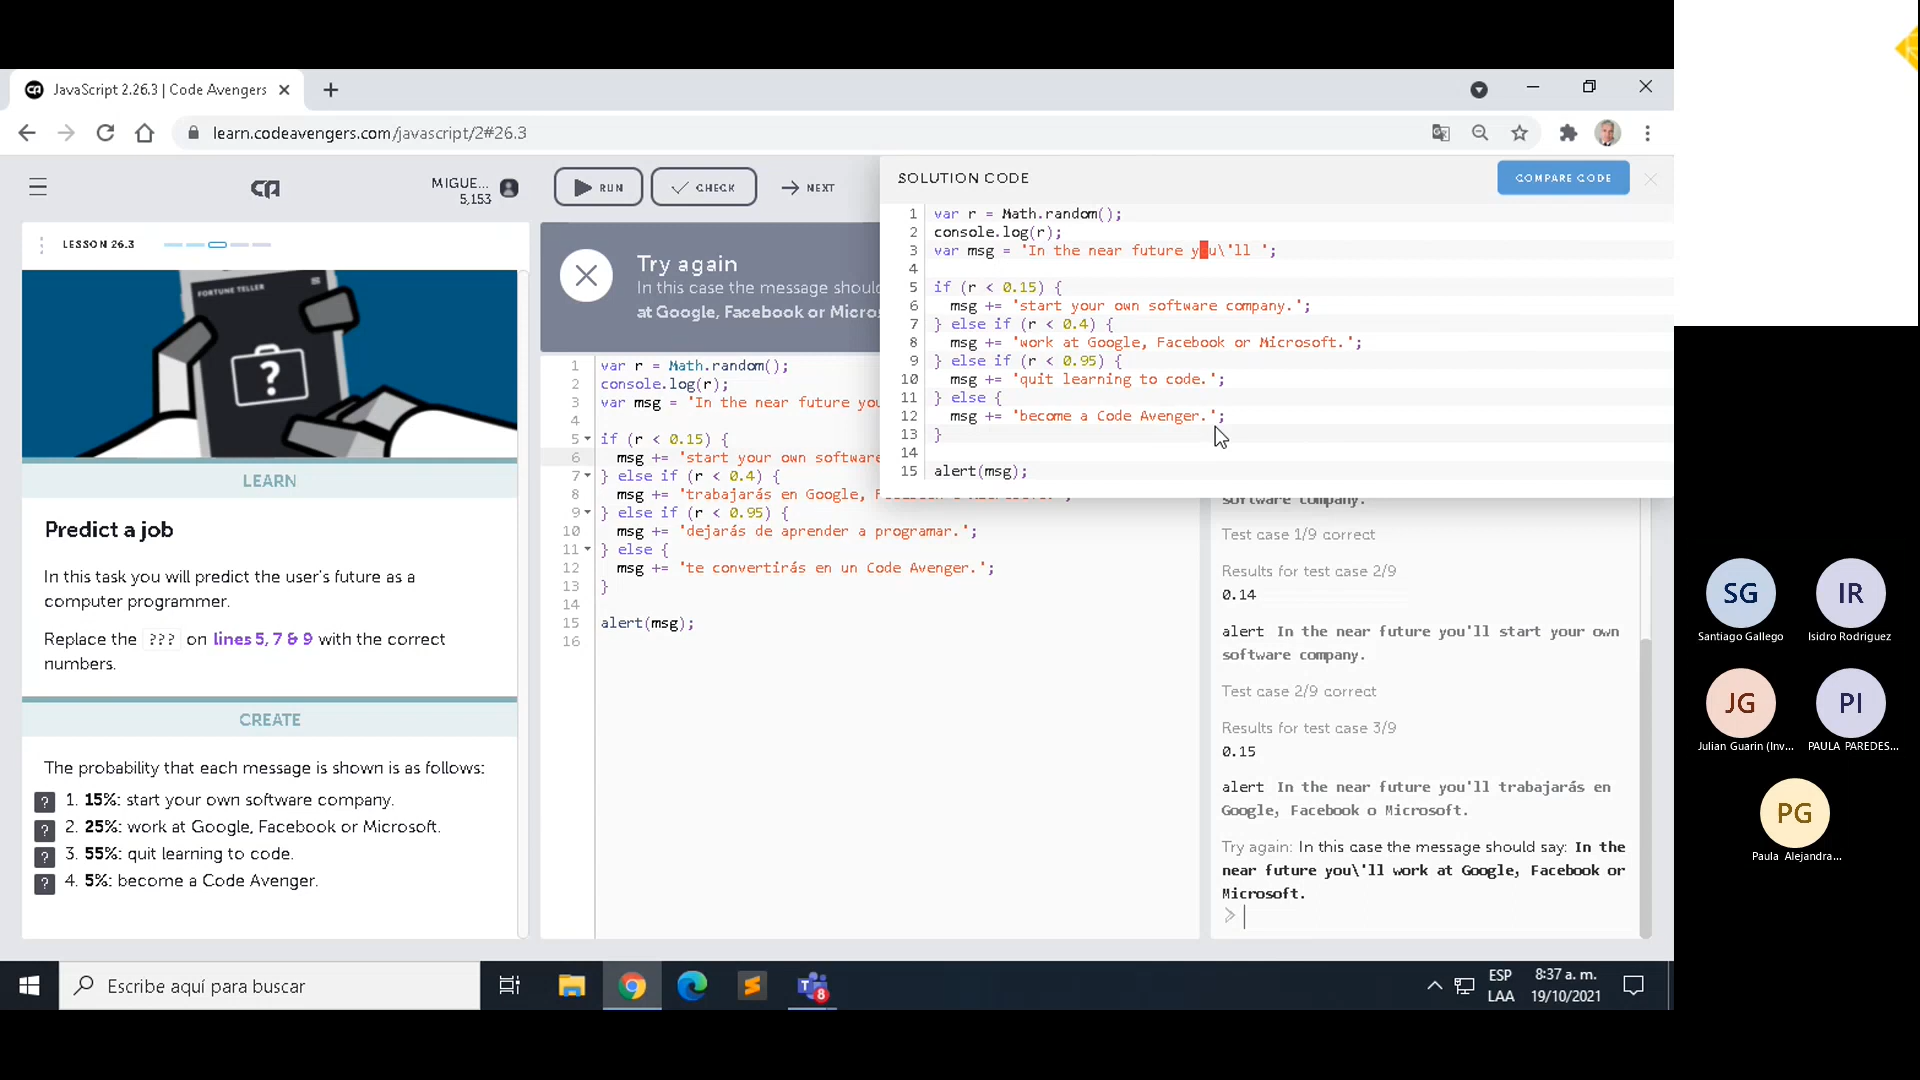 JavaScript 2.26.3 | Code Avengers
learn.codeavengers.com/javascript/2#26.3
MIGUE...
5,153
RUN
CHECK
NEXT
LESSON 26.3
FORTUNE TELLER
?
LEARN
Predict a job
In this task you will predict the user's future as a
computer programmer.
Replace the ??? on lines 5, 7 & 9 with the correct
numbers.
CREATE
The probability that each message is shown is as follows:
? 1. 15%: start your own software company.
? 2. 25%: work at Google, Facebook or Microsoft.
? 3. 55%: quit learning to code.
? 4. 5%: become a Code Avenger.
Try again
In this case the message should
at Google, Facebook or Micros
1 var r = Math.random();
2 console.log(r);
3 var msg = 'In the near future you
4
5 if (r < 0.15) {
6 msg += 'start your own software
7 } else if (r < 0.4) {
8 msg += 'trabajarás en Google,
9 } else if (r < 0.95) {
10 msg += 'dejarás de aprender a programar.';
11 } else {
12 msg += 'te convertirás en un Code Avenger.';
13 }
14
15 alert(msg);
16
SOLUTION CODE
COMPARE CODE
1 var r = Math.random();
2 console.log(r);
3 var msg = 'In the near future you\'ll ';
4
5 if (r < 0.15) {
6 msg += 'start your own software company.';
7 } else if (r < 0.4) {
8 msg += 'work at Google, Facebook or Microsoft.';
9 } else if (r < 0.95) {
10 msg += 'quit learning to code.';
11 } else {
12 msg += 'become a Code Avenger.';
13 }
14
15 alert(msg);
software company.
Test case 1/9 correct
Results for test case 2/9
0.14
alert In the near future you'll start your own
software company.
Test case 2/9 correct
Results for test case 3/9
0.15
alert In the near future you'll trabajarás en
Google, Facebook o Microsoft.
Try again: In this case the message should say: In the
near future you\'ll work at Google, Facebook or
Microsoft.
>
SG
Santiago Gallego
IR
Isidro Rodriguez
JG
Julian Guarin (Inv...
PI
PAULA PAREDES...
PG
Paula Alejandra...
Escribe aquí para buscar
8
ESP
LAA
8:37 a. m.
19/10/2021